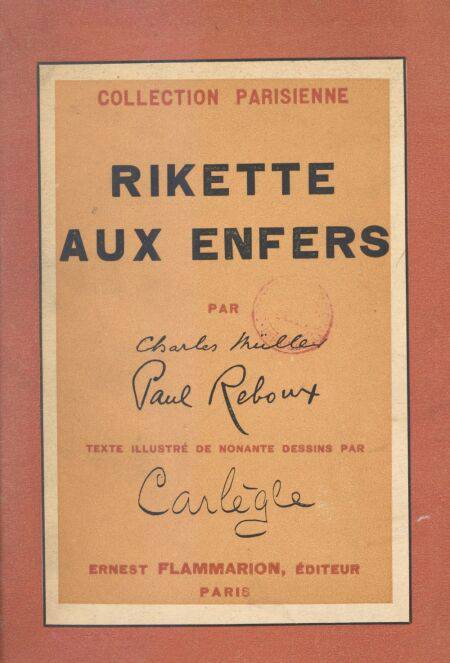 COLLECTION PARISIENNE
RIKETTE
AUX ENFERS
PAR
Charles Müller
Paul Reboux
TEXTE ILLUSTRÉ DE NONANTE DESSINS PAR
Carlègle
ERNEST FLAMMARION, ÉDITEUR
PARIS